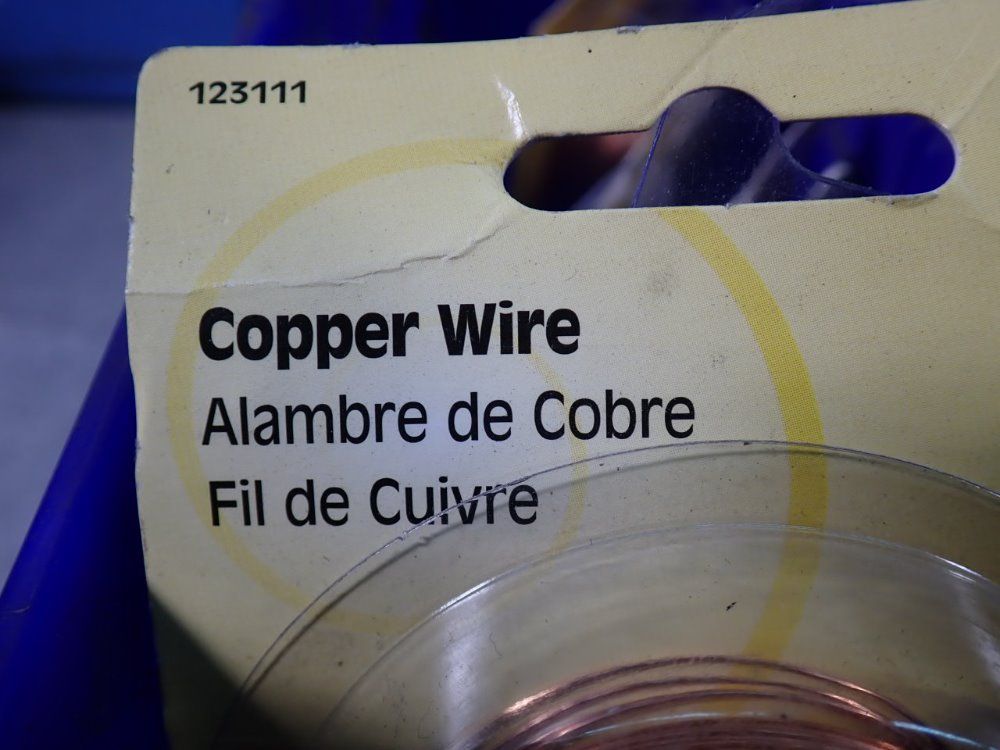 123111
Copper Wire
Alambre de Cobre
Fil de Cuivre